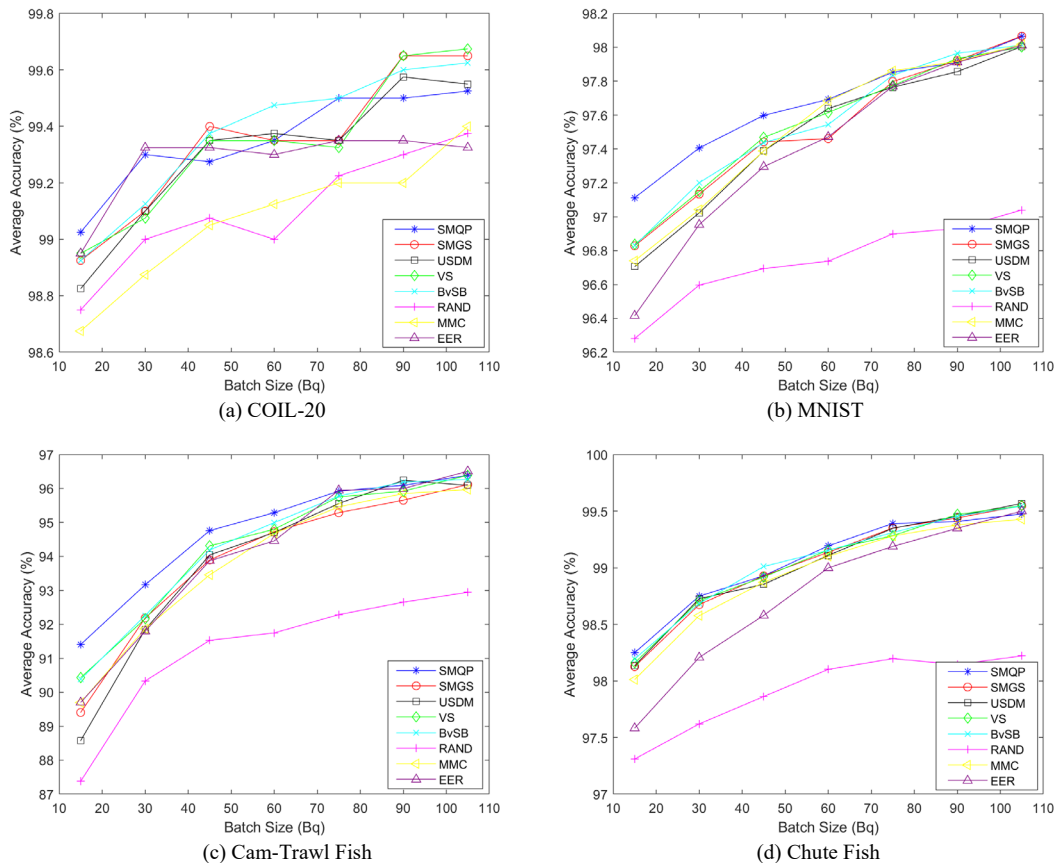 99.8
99.6
99.4
99.2
99
98.8
98.6
Average Accuracy (%)
10 20 30 40 50 60 70 80 90 100 110
Batch Size (Bq)
SMQP
SMGS
USDM
VS
BvSB
RAND
MMC
EER
(a) COIL-20
98.2
98
97.8
97.6
97.4
97.2
97
96.8
96.6
96.4
96.2
Average Accuracy (%)
10 20 30 40 50 60 70 80 90 100 110
Batch Size (Bq)
SMQP
SMGS
USDM
VS
BvSB
RAND
MMC
EER
(b) MNIST
97
96
95
94
93
92
91
90
89
88
87
Average Accuracy (%)
10 20 30 40 50 60 70 80 90 100 110
Batch Size (Bq)
SMQP
SMGS
USDM
VS
BvSB
RAND
MMC
EER
(c) Cam-Trawl Fish
100
99.5
99
98.5
98
97.5
97
Average Accuracy (%)
10 20 30 40 50 60 70 80 90 100 110
Batch Size (Bq)
SMQP
SMGS
USDM
VS
BvSB
RAND
MMC
EER
(d) Chute Fish